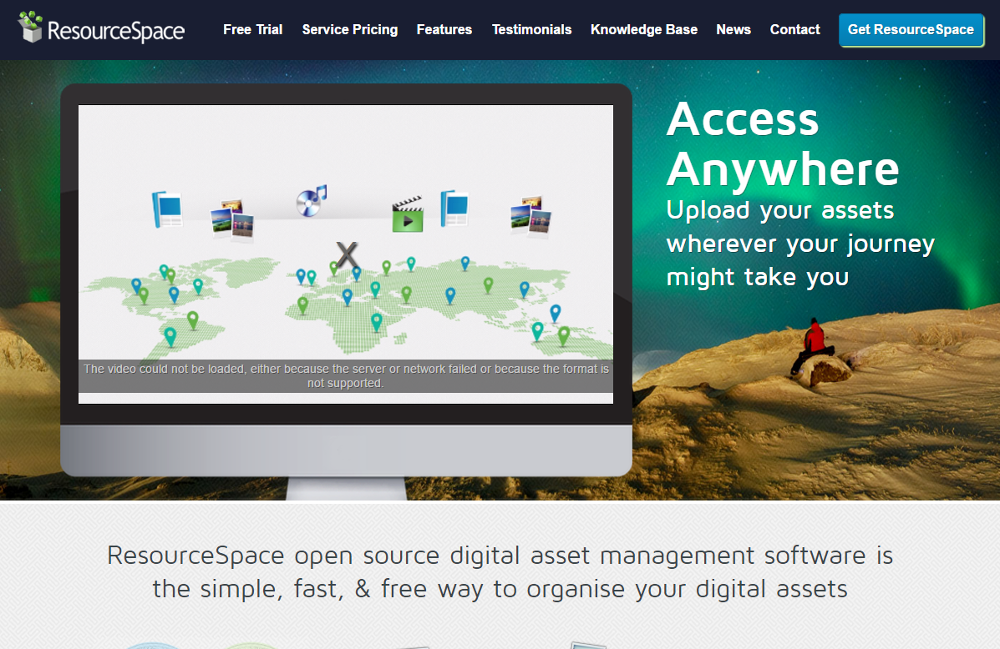 ResourceSpace
Free Trial Service Pricing Features Testimonials Knowledge Base News Contact Get ResourceSpace
Access
Anywhere
Upload your assets
wherever your journey
might take you
X
The video could not be loaded, either because the server or network failed or because the format is
not supported.
ResourceSpace open source digital asset management software is
the simple, fast, & free way to organise your digital assets